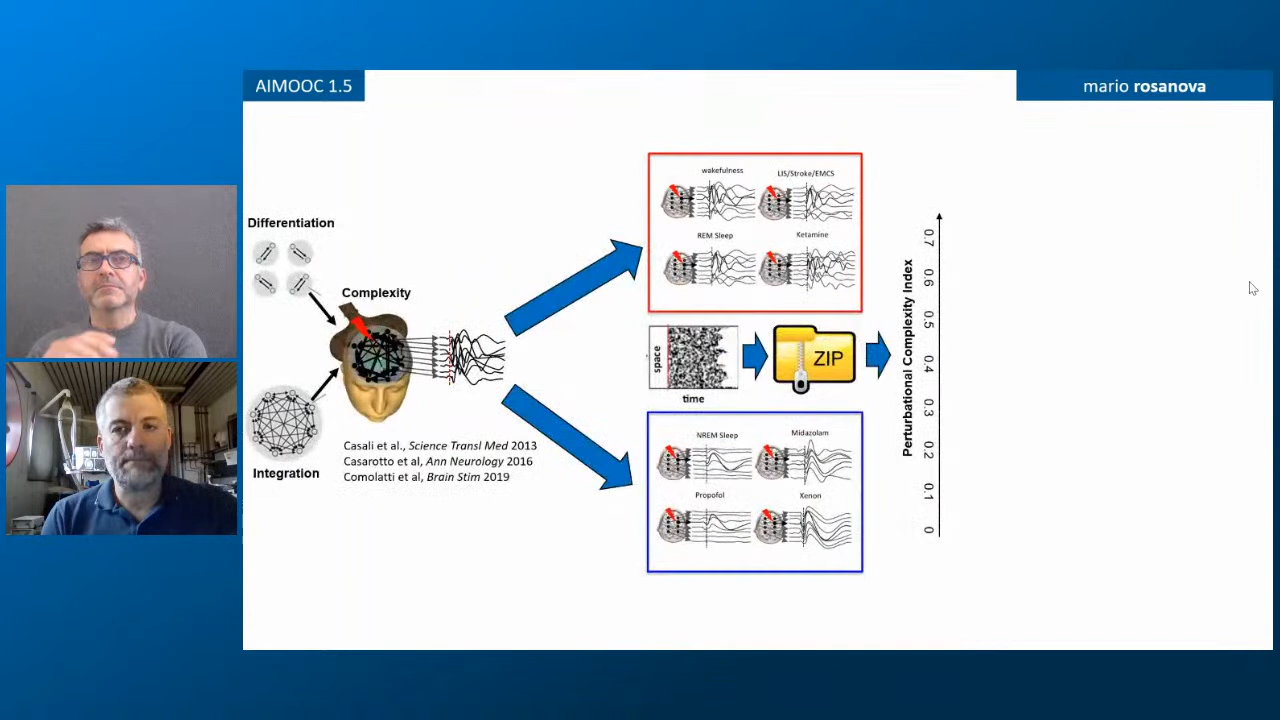 AIMOOC 1.5
mario rosanova
Differentiation
Complexity
Integration
Casali et al., Science Transl Med 2013
Casarotto et al, Ann Neurology 2016
Comolatti et al, Brain Stim 2019
wakefulness
LIS/Stroke/EMCS
REM Sleep
Ketamine
space
time
ZIP
NREM Sleep
Midazolam
Propofol
Xenon
Perturbational Complexity Index
0.7
0.6
0.5
0.4
0.3
0.2
0.1
0